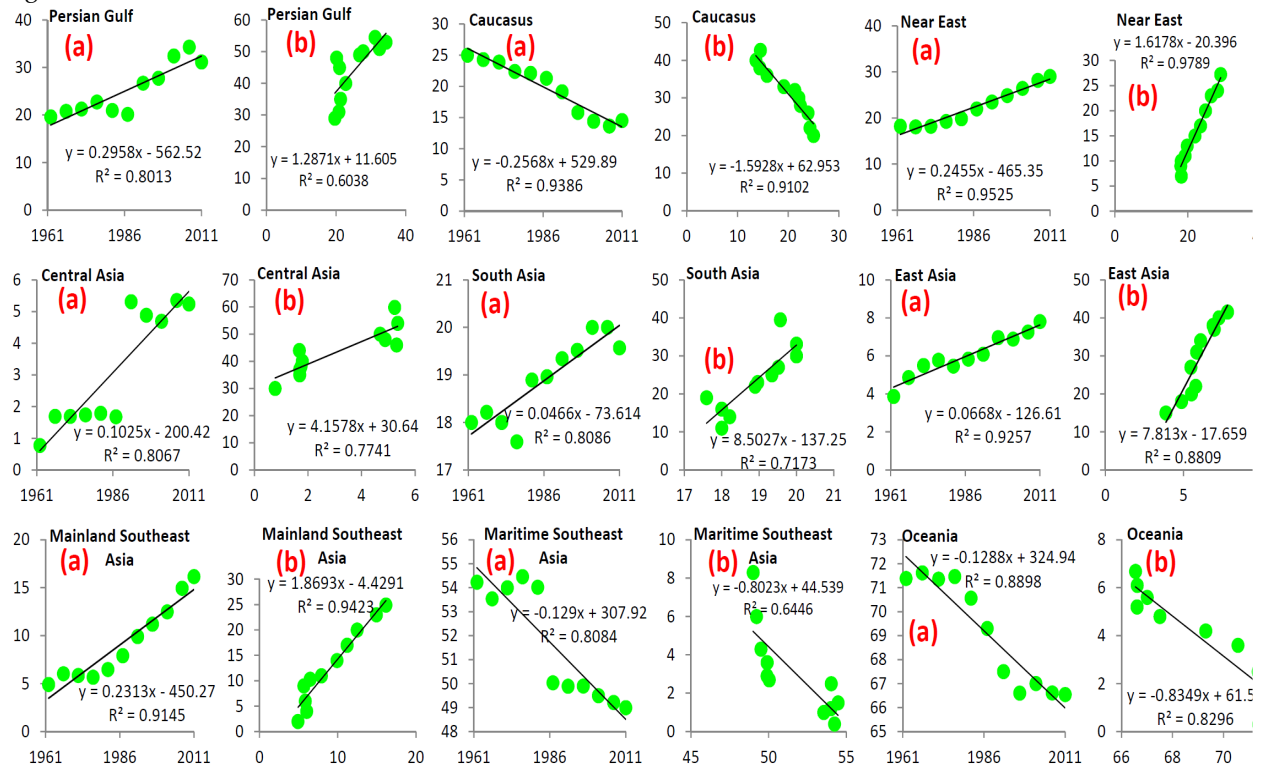 Persian Gulf
(a)
40
30
20
10
0
y = 0.2958x - 562.52
R² = 0.8013
1961 1986 2011
Persian Gulf
(b)
60
50
40
30
20
10
0
y = 1.2871x + 11.605
R² = 0.6038
0 20 40
Caucasus
(a)
30
25
20
15
10
5
0
y = -0.2568x + 529.89
R² = 0.9386
1961 1986 2011
Caucasus
(b)
50
40
30
20
10
0
y = -1.5928x + 62.953
R² = 0.9102
0 10 20 30
Near East
(a)
40
30
20
10
0
y = 0.2455x - 465.35
R² = 0.9525
1961 1986 2011
Near East
y = 1.6178x - 20.396
R² = 0.9789
(b)
30
25
20
15
10
5
0
20
Central Asia
(a)
6
5
4
3
2
1
0
y = 0.1025x - 200.42
R² = 0.8067
1961 1986 2011
Central Asia
(b)
70
60
50
40
30
20
10
0
y = 4.1578x + 30.64
R² = 0.7741
0 2 4 6
South Asia
(a)
21
20
19
18
17
y = 0.0466x - 73.614
R² = 0.8086
1961 1986 2011
South Asia
(b)
50
40
30
20
10
0
y = 8.5027x - 137.25
R² = 0.7173
17 18 19 20 21
East Asia
(a)
10
8
6
4
2
0
y = 0.0668x - 126.61
R² = 0.9257
1961 1986 2011
East Asia
(b)
50
40
30
20
10
0
y = 7.813x - 17.659
R² = 0.8809
0 5
Mainland Southeast
Asia
(a)
20
15
10
5
0
y = 0.2313x - 450.27
R² = 0.9145
1961 1986 2011
Mainland Southeast
Asia
(b)
y = 1.8693x - 4.4291
R² = 0.9423
30
25
20
15
10
5
0
0 10 20
Maritime Southeast
Asia
(a)
56
55
54
53
52
51
50
49
48
y = -0.129x + 307.92
R² = 0.8084
1961 1986 2011
Maritime Southeast
Asia
(b)
10
8
6
4
2
0
y = -0.8023x + 44.539
R² = 0.6446
45 50 55
Oceania
y = -0.1288x + 324.94
R² = 0.8898
(a)
73
72
71
70
69
68
67
66
65
1961 1986 2011
Oceania
(b)
8
6
4
2
0
y = -0.8349x + 61.5
R² = 0.8296
66 70